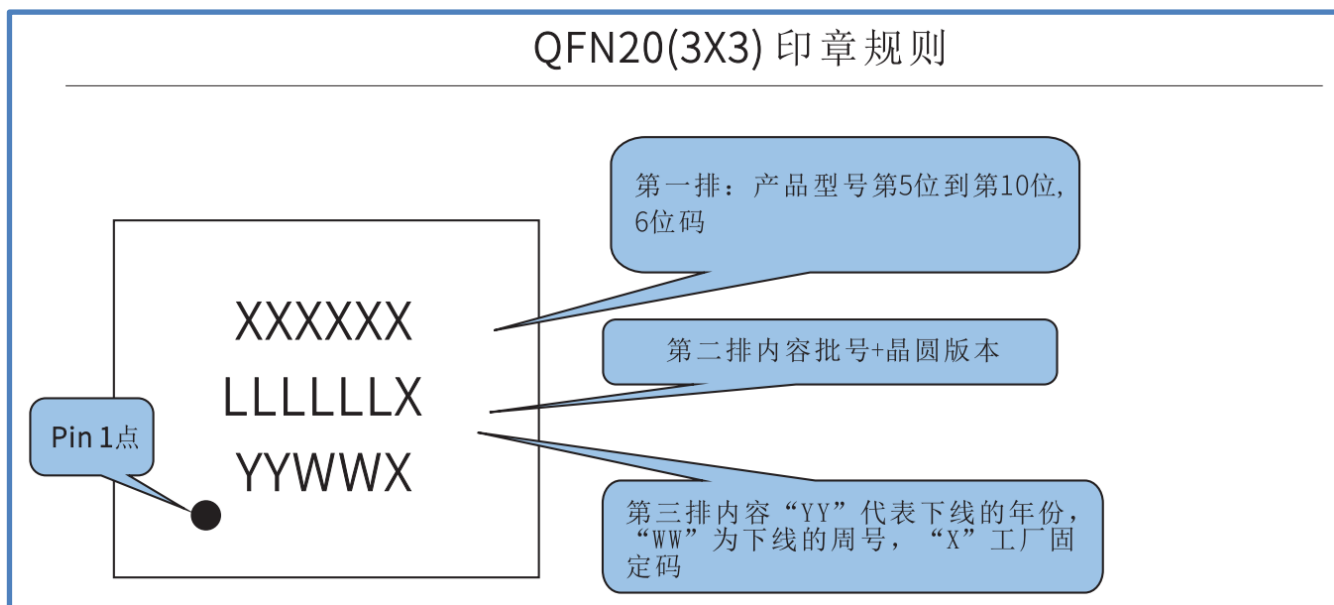 QFN20(3X3) 印章规则
第一排：产品型号第5位到第10位,
6位码
XXXXXX
第二排内容批号+晶圆版本
LLLLLLX
Pin 1点
YYWWX
第三排内容“YY”代表下线的年份，
“WW”为下线的周号，“X”工厂固
定码